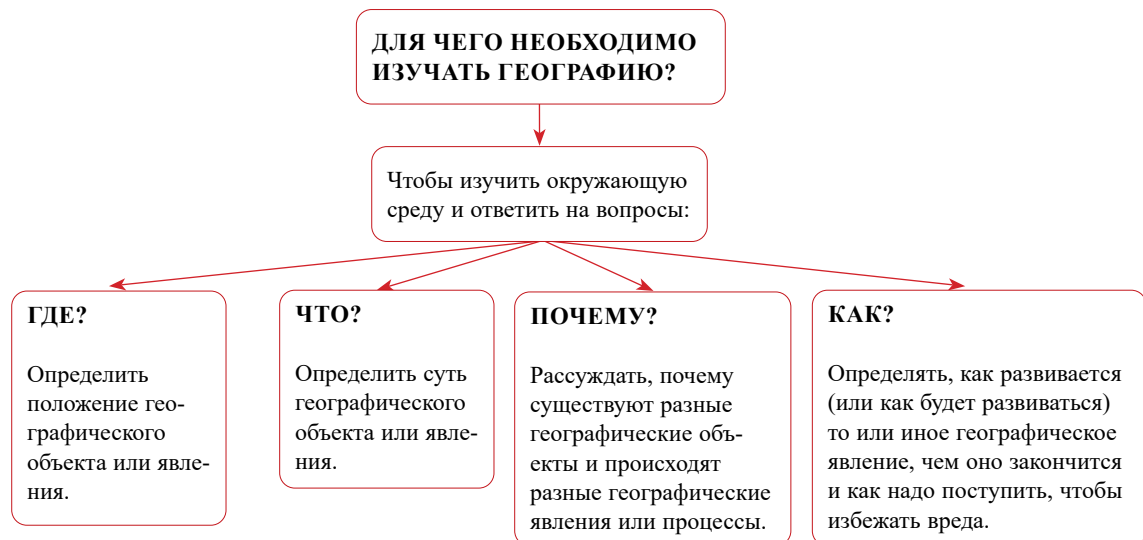 ДЛЯ ЧЕГО НЕОБХОДИМО
ИЗУЧАТЬ ГЕОГРАФИЮ?
Чтобы изучить окружающую
среду и ответить на вопросы:
ГДЕ?
Определить
положение гео-
графического
объекта или явле-
ния.
ЧТО?
Определить суть
географического
объекта или явле-
ния.
ПОЧЕМУ?
Рассуждать, почему
существуют разные
географические объ-
екты и происходят
разные географические
явления или процессы.
КАК?
Определять, как развивается
(или как будет развиваться)
то или иное географическое
явление, чем оно закончится
и как надо поступить, чтобы
избежать вреда.